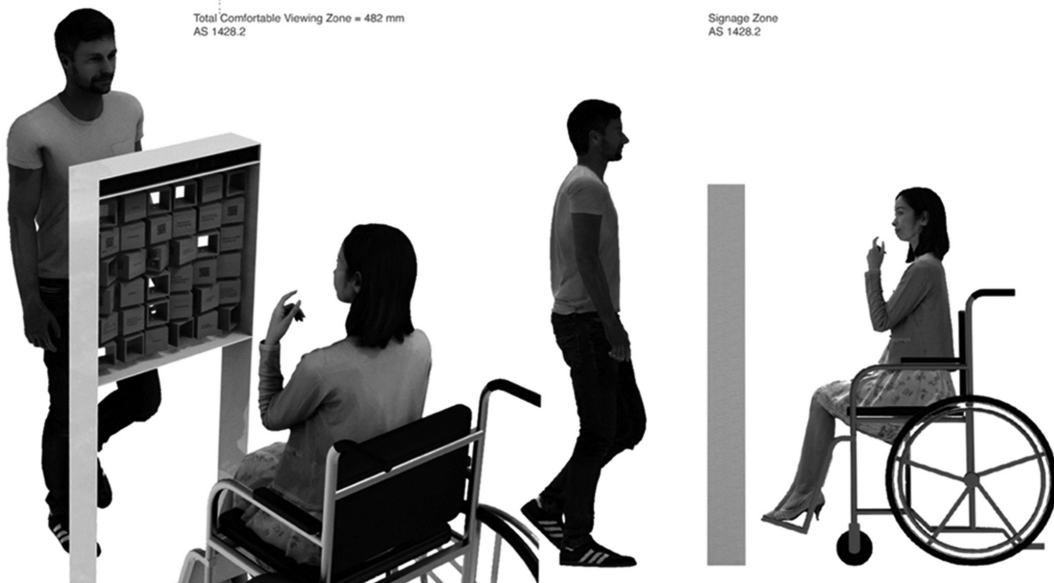 Total Comfortable Viewing Zone = 482 mm
AS 1428.2
Signage Zone
AS 1428.2